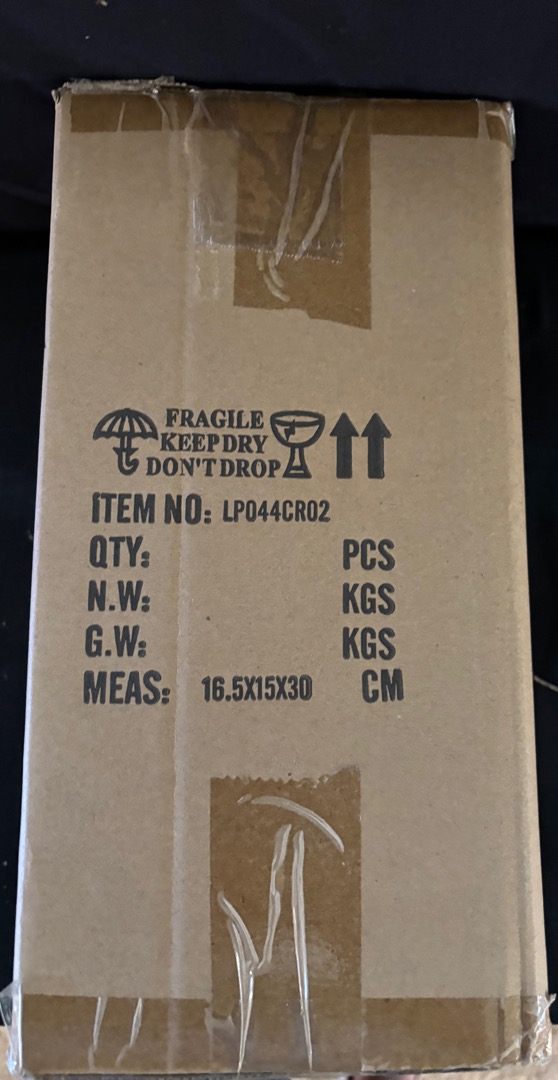 FRAGILE
KEEP DRY
DON'T DROP
ITEM NO: LP044CR02
QTY: PCS
N.W: KGS
G.W: KGS
MEAS: 16.5X15X30 CM